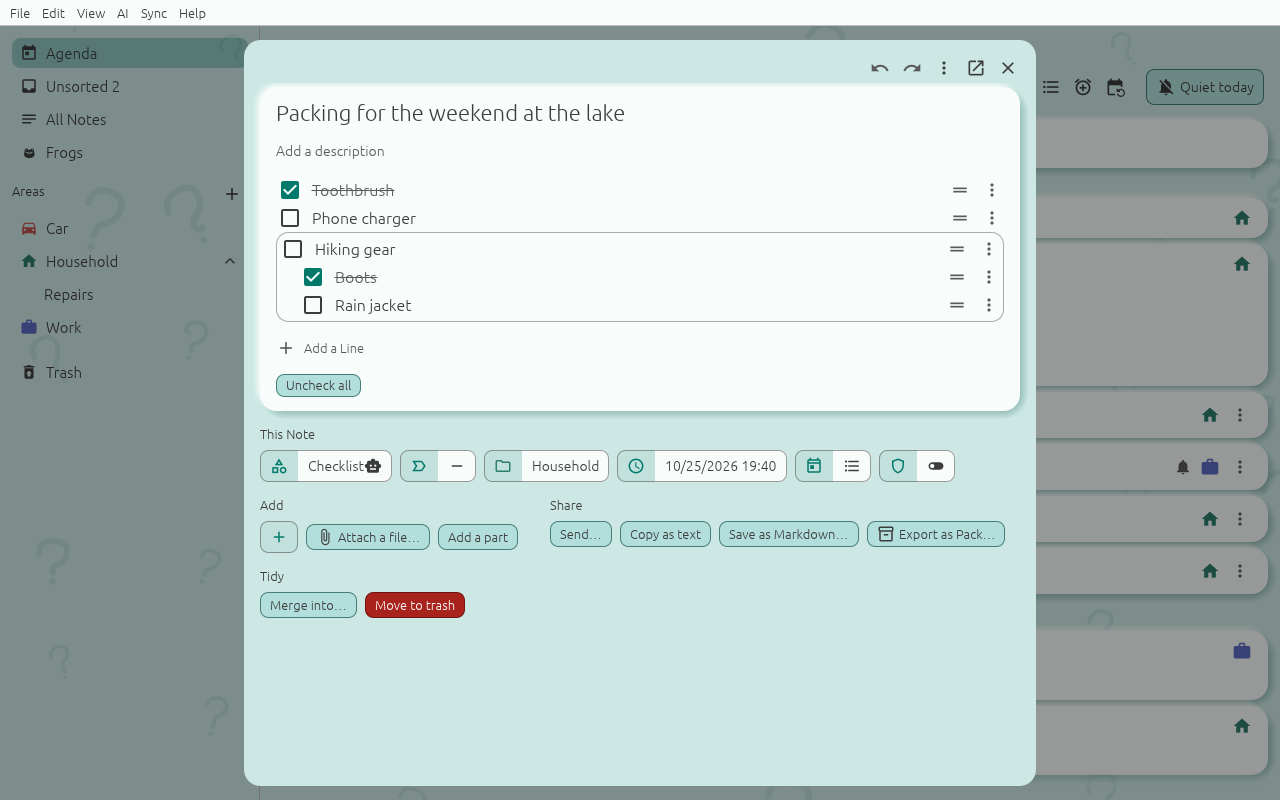 File Edit View AI Sync Help
Agenda
Unsorted 2
All Notes
Frogs
Areas
Car
Household
Repairs
Work
Trash
Quiet today
Packing for the weekend at the lake
Add a description
Toothbrush
Phone charger
Hiking gear
Boots
Rain jacket
Add a Line
Uncheck all
This Note
Checklist
Household
10/25/2026 19:40
Add
Attach a file…
Add a part
Share
Send…
Copy as text
Save as Markdown…
Export as Pack…
Tidy
Merge into…
Move to trash